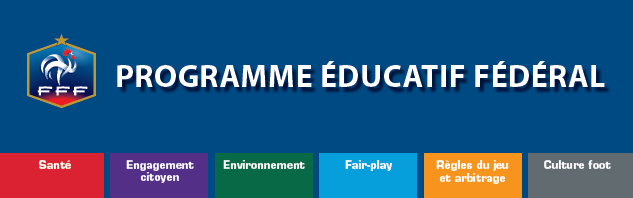 FFF
PROGRAMME ÉDUCATIF FÉDÉRAL
Santé
Engagement
citoyen
Environnement
Fair-play
Règles du jeu
et arbitrage
Culture foot